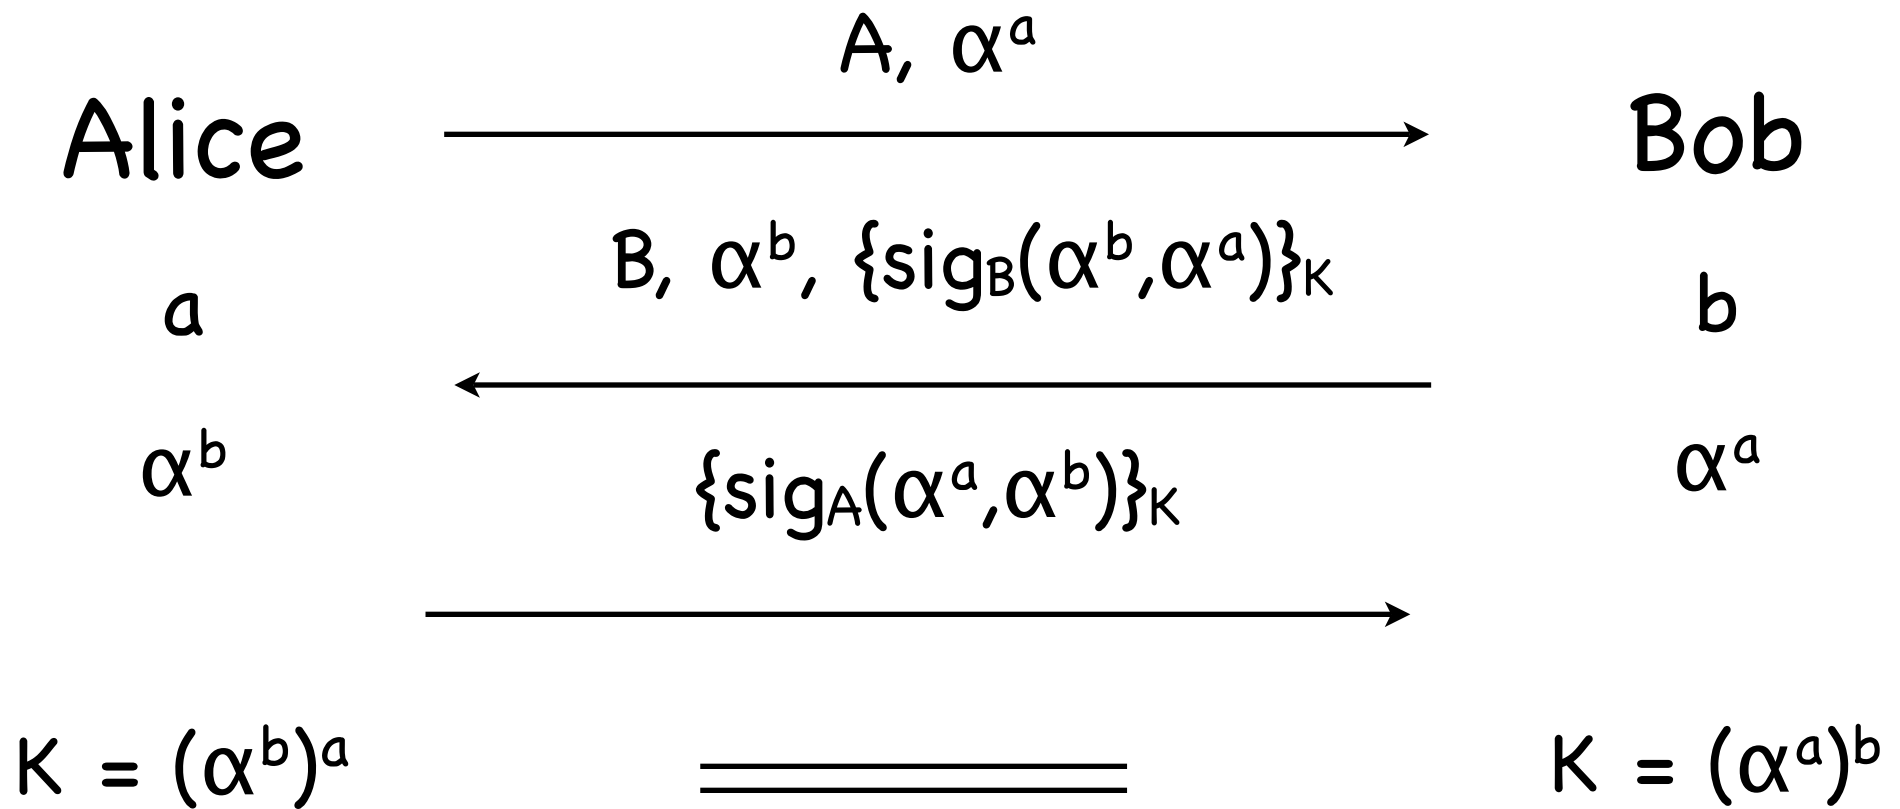 A, αᵃ
Alice Bob
B, αᵇ, {sig_B(αᵇ,αᵃ)}_K
a b
αᵇ αᵃ
{sig_A(αᵃ,αᵇ)}_K
K = (αᵇ)ᵃ K = (αᵃ)ᵇ